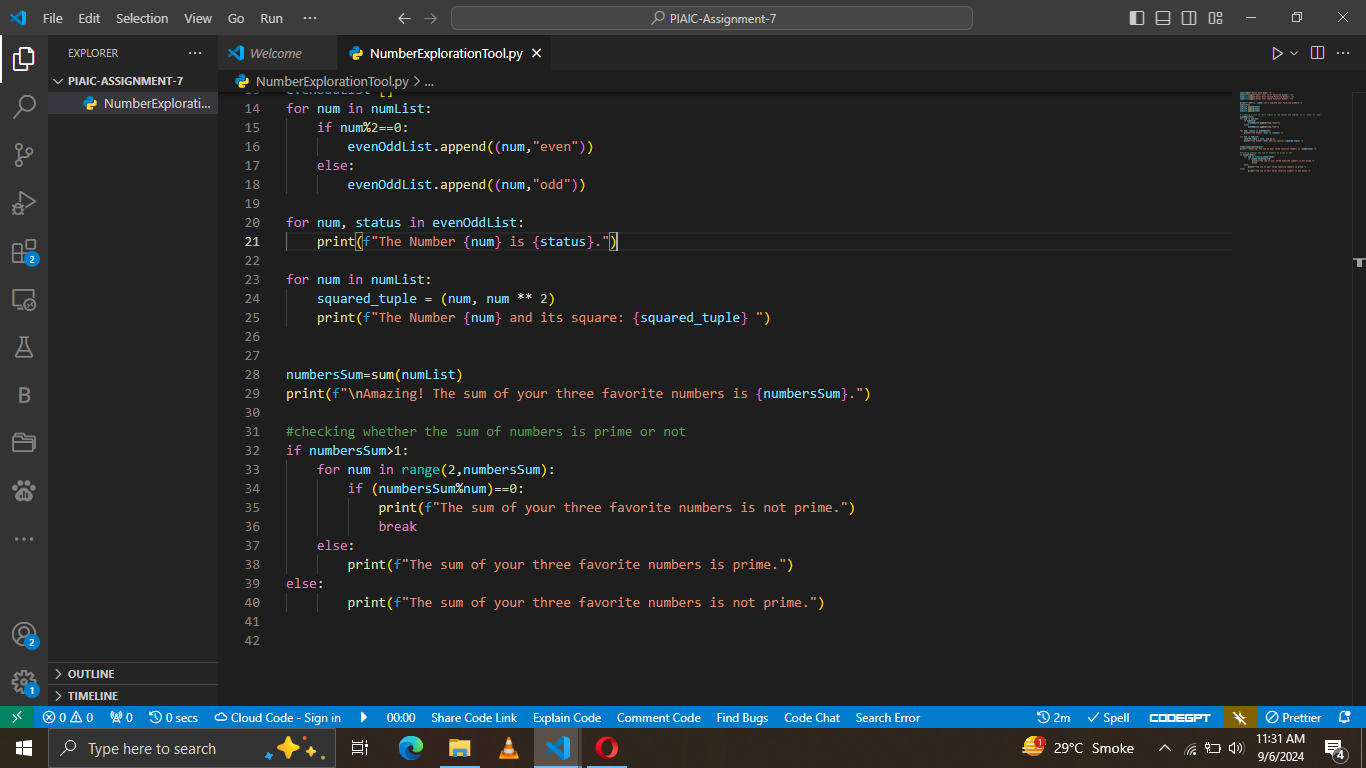 File Edit Selection View Go Run ···
PIAIC-Assignment-7
EXPLORER ···
Welcome
NumberExplorationTool.py
PIAIC-ASSIGNMENT-7
NumberExplorati...
NumberExplorationTool.py > ...
14 for num in numList:
15     if num%2==0:
16         evenOddList.append((num,"even"))
17     else:
18         evenOddList.append((num,"odd"))
19
20 for num, status in evenOddList:
21     print(f"The Number {num} is {status}.")
22
23 for num in numList:
24     squared_tuple = (num, num ** 2)
25     print(f"The Number {num} and its square: {squared_tuple} ")
26
27
28 numbersSum=sum(numList)
29 print(f"\nAmazing! The sum of your three favorite numbers is {numbersSum}.")
30
31 #checking whether the sum of numbers is prime or not
32 if numbersSum>1:
33     for num in range(2,numbersSum):
34         if (numbersSum%num)==0:
35             print(f"The sum of your three favorite numbers is not prime.")
36             break
37     else:
38         print(f"The sum of your three favorite numbers is prime.")
39 else:
40         print(f"The sum of your three favorite numbers is not prime.")
41
42
2
B
2
1
OUTLINE
TIMELINE
0 0 0 0 secs Cloud Code - Sign in 00:00 Share Code Link Explain Code Comment Code Find Bugs Code Chat Search Error 2m Spell CODEGPT Prettier
Type here to search
1
29°C Smoke
11:31 AM
9/6/2024
4